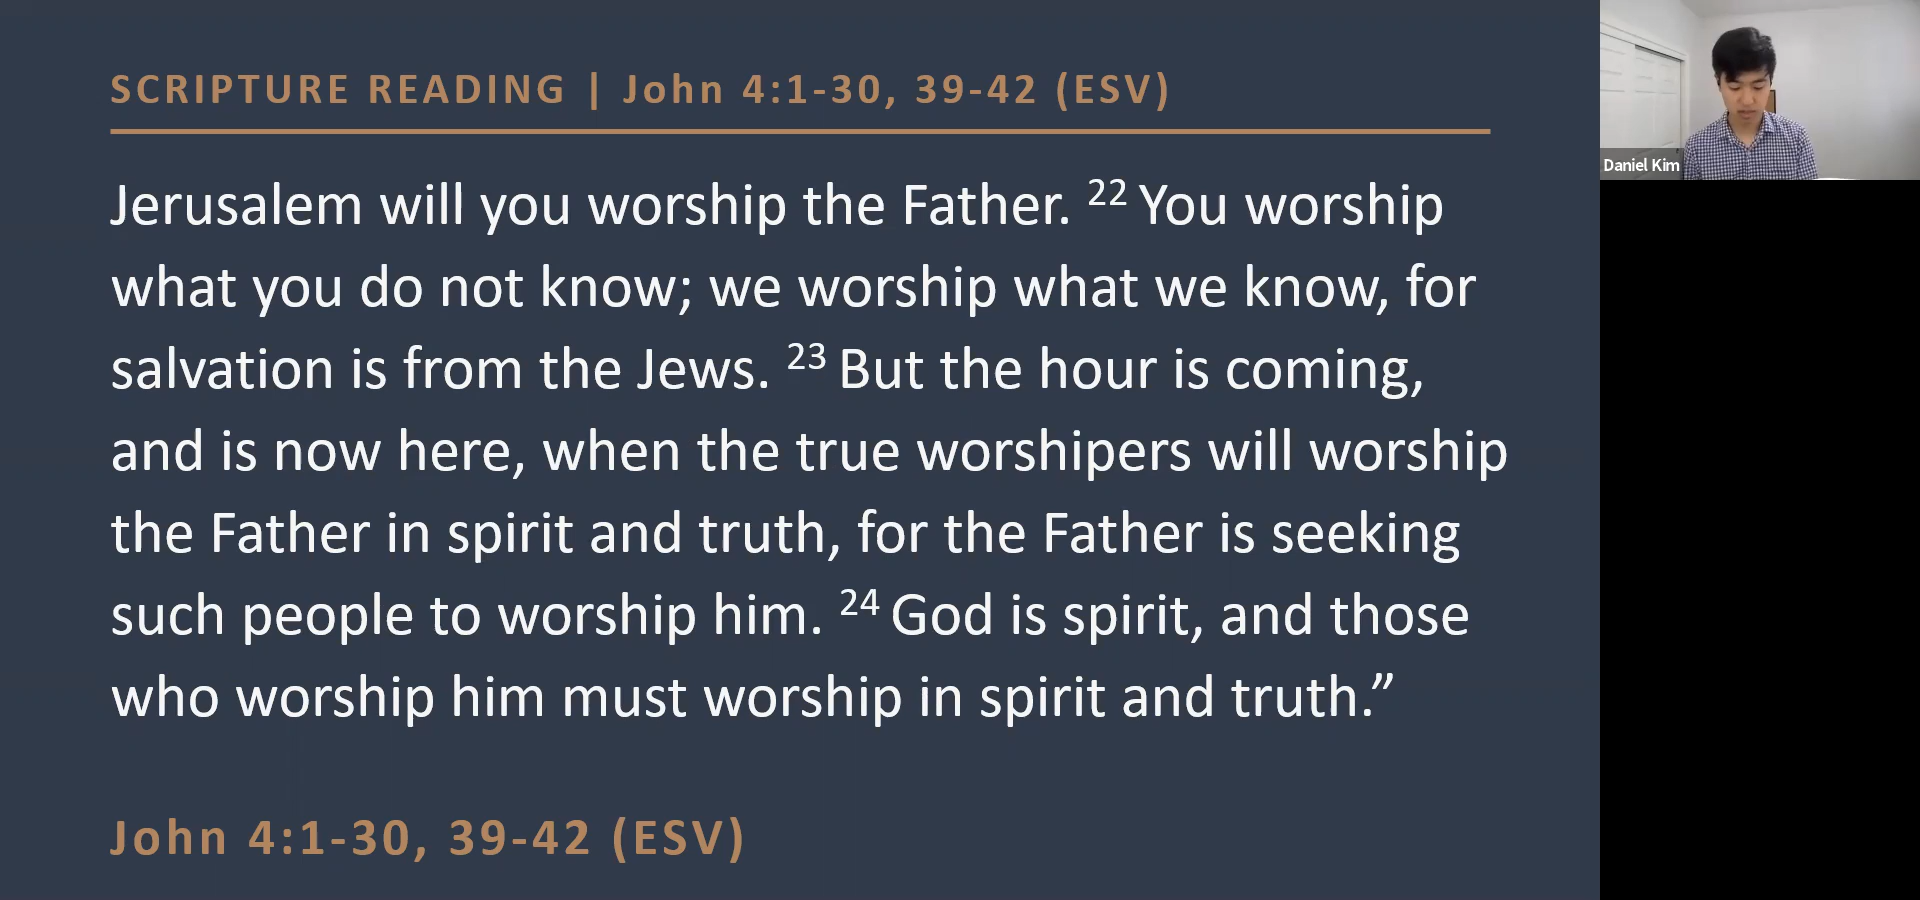 SCRIPTURE READING | John 4:1-30, 39-42 (ESV)
Jerusalem will you worship the Father. 22 You worship
what you do not know; we worship what we know, for
salvation is from the Jews. 23 But the hour is coming,
and is now here, when the true worshipers will worship
the Father in spirit and truth, for the Father is seeking
such people to worship him. 24 God is spirit, and those
who worship him must worship in spirit and truth.”
John 4:1-30, 39-42 (ESV)
Daniel Kim